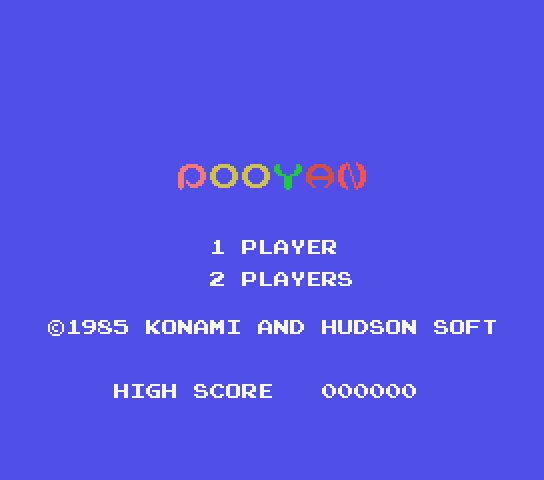 POOYAN
1 PLAYER
2 PLAYERS
©1985 KONAMI AND HUDSON SOFT
HIGH SCORE 000000